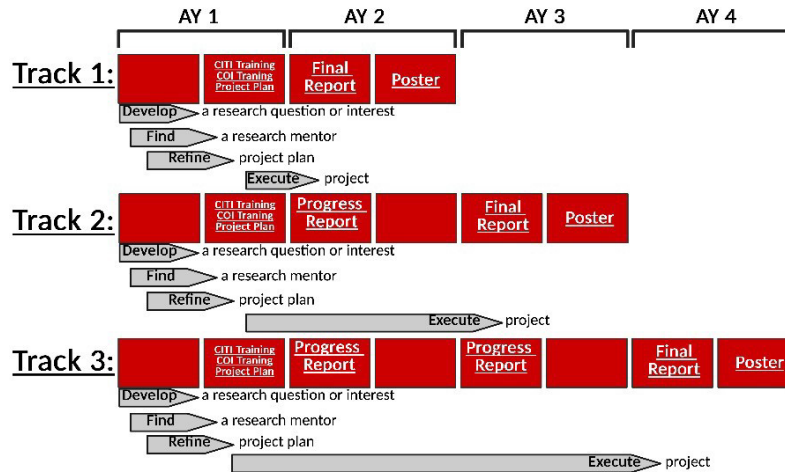 AY 1 AY 2 AY 3 AY 4
Track 1:
CITI Training
COI Traning
Project Plan
Final
Report
Poster
Develop a research question or interest
Find a research mentor
Refine project plan
Execute project
Track 2:
CITI Training
COI Traning
Project Plan
Progress
Report
Final
Report
Poster
Develop a research question or interest
Find a research mentor
Refine project plan
Execute project
Track 3:
CITI Training
COI Traning
Project Plan
Progress
Report
Progress
Report
Final
Report
Poster
Develop a research question or interest
Find a research mentor
Refine project plan
Execute project